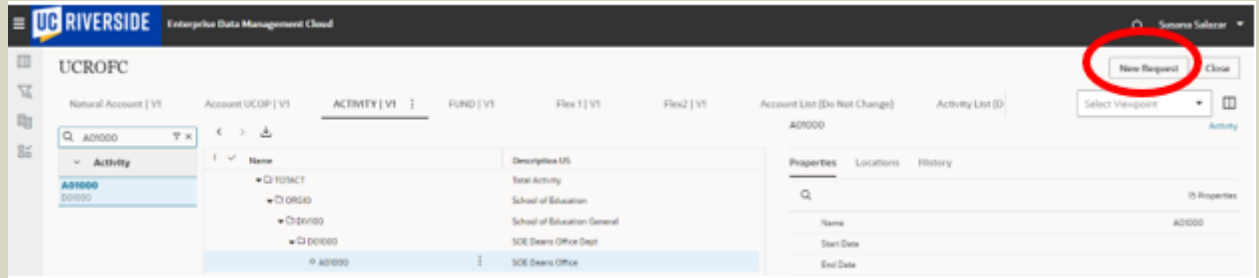 UC RIVERSIDE Enterprise Data Management Cloud Susana Salazar
UCROFC New Request Close
Natural Account | V1 Account UCOP | V1 ACTIVITY | V1 FUND | V1 Flex 1 | V1 Flex2 | V1 Account List (Do Not Change) Activity List (D Select Viewpoint
A01000 A01000 Activity
Activity Name Description US Properties Locations History
A01000 TOTACT Total Activity
D01000 ORG10 School of Education 15 Properties
DIV100 School of Education General Name A01000
D01000 SOE Deans Office Dept Start Date
A01000 SOE Deans Office End Date